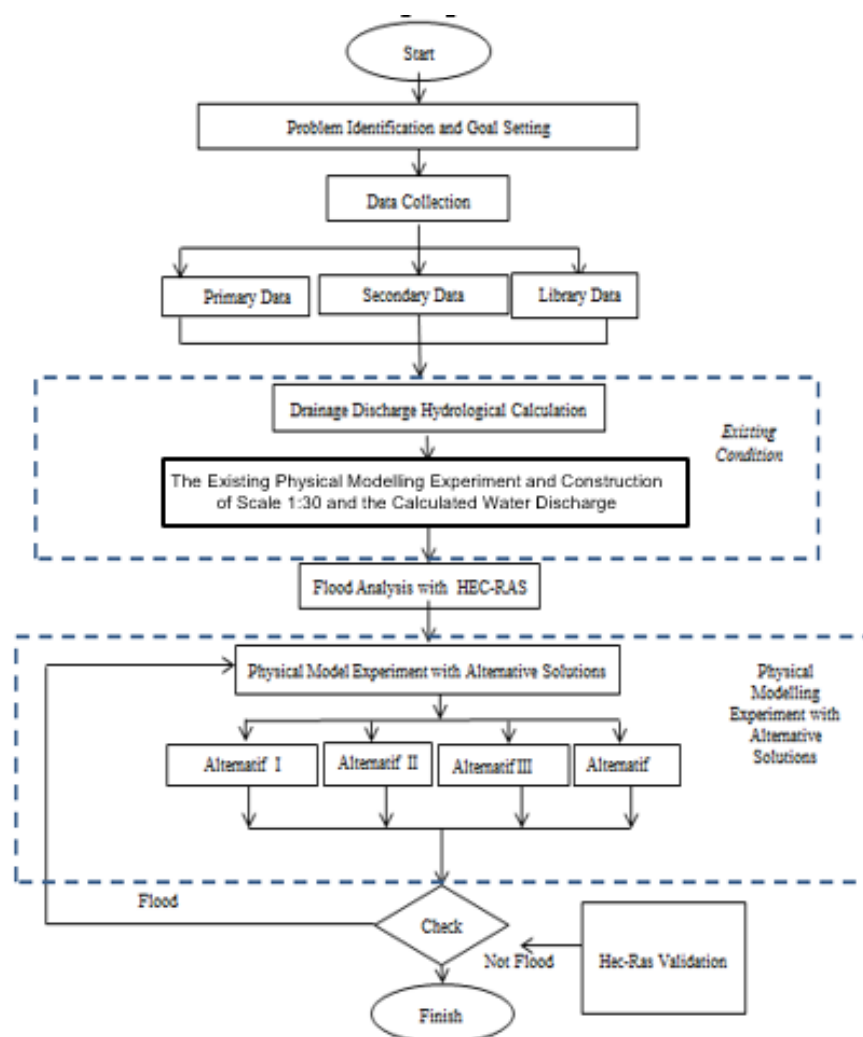 Start
Problem Identification and Goal Setting
Data Collection
Primary Data
Secondary Data
Library Data
Drainage Discharge Hydrological Calculation
Existing
Condition
The Existing Physical Modelling Experiment and Construction
of Scale 1:30 and the Calculated Water Discharge
Flood Analysis with HEC-RAS
Physical Model Experiment with Alternative Solutions
Physical
Modelling
Experiment with
Alternative
Solutions
Alternatif I
Alternatif II
Alternatif III
Alternatif
Flood
Check
Not Flood
Hec-Ras Validation
Finish